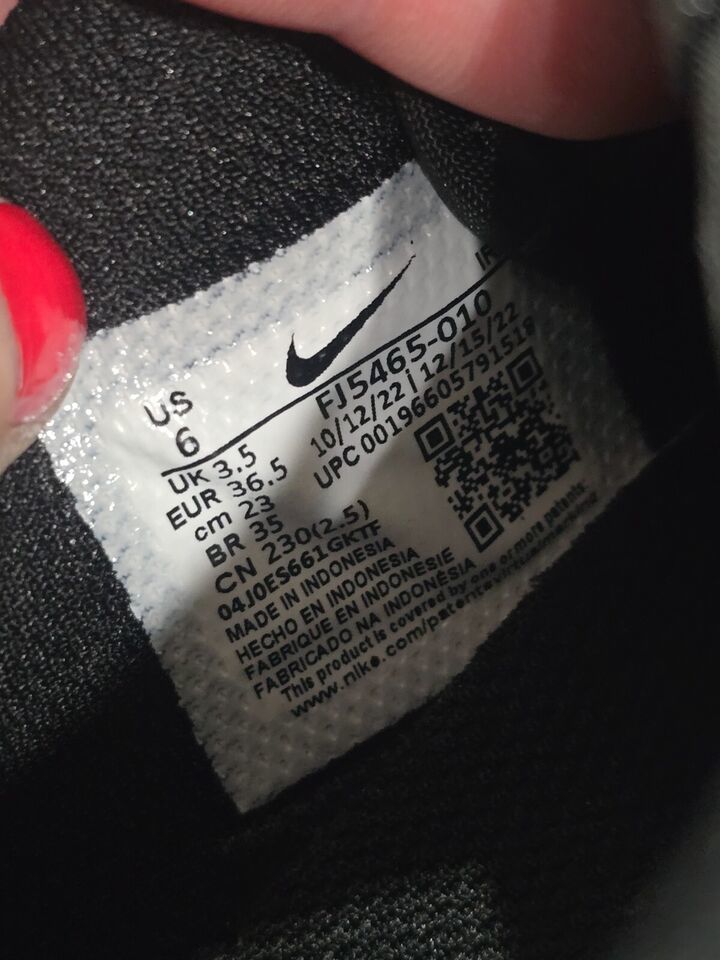 US
6
UK 3.5
EUR 36.5
cm 23
BR 35
CN 230(2.5)
FJ5465-010
10/12/22 | 12/15/22
UPC 00196605791519
04J0ES661GKTF
MADE IN INDONESIA
HECHO EN INDONESIA
FABRIQUE EN INDONESIE
FABRICADO NA INDONÉSIA
This product is covered by one or more patents:
www.nike.com/patents